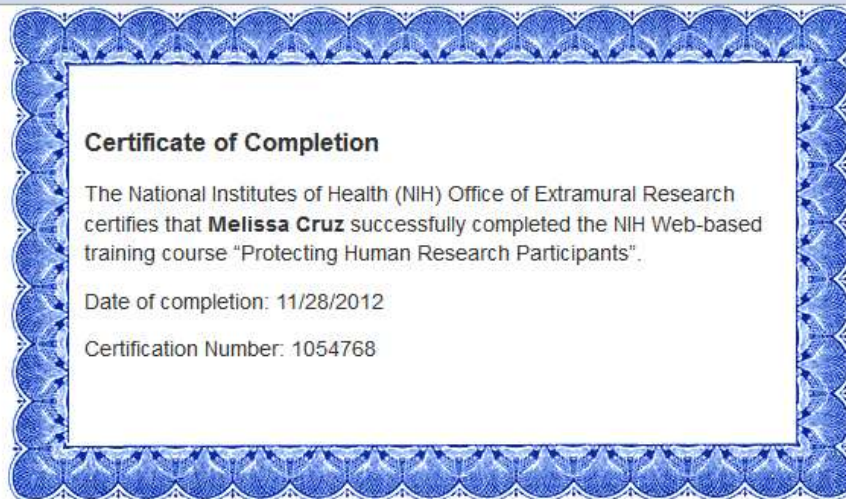 Certificate of Completion
The National Institutes of Health (NIH) Office of Extramural Research
certifies that Melissa Cruz successfully completed the NIH Web-based
training course “Protecting Human Research Participants”.
Date of completion: 11/28/2012
Certification Number: 1054768